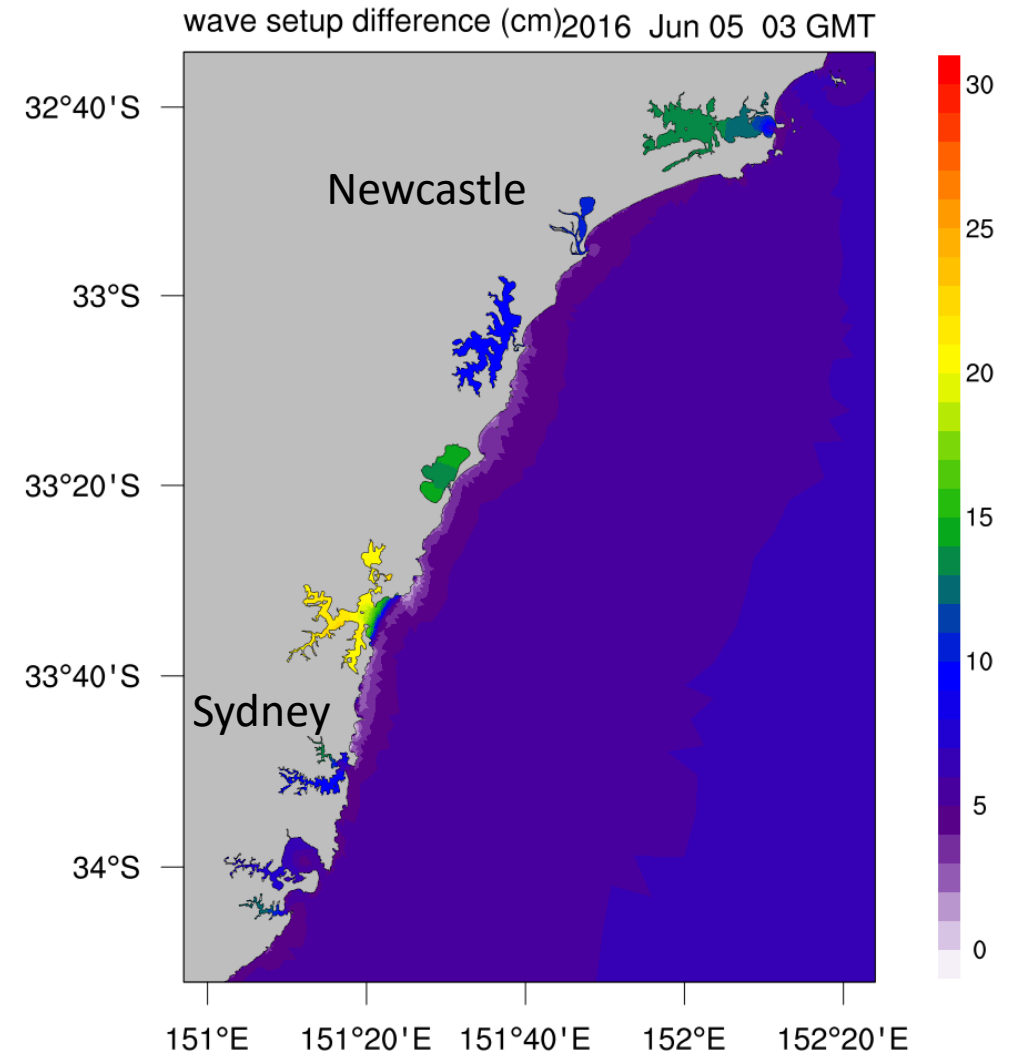 wave setup difference (cm)2016 Jun 05 03 GMT
32°40'S
Newcastle
33°S
33°20'S
33°40'S
Sydney
34°S
151°E 151°20'E 151°40'E 152°E 152°20'E
30
25
20
15
10
5
0